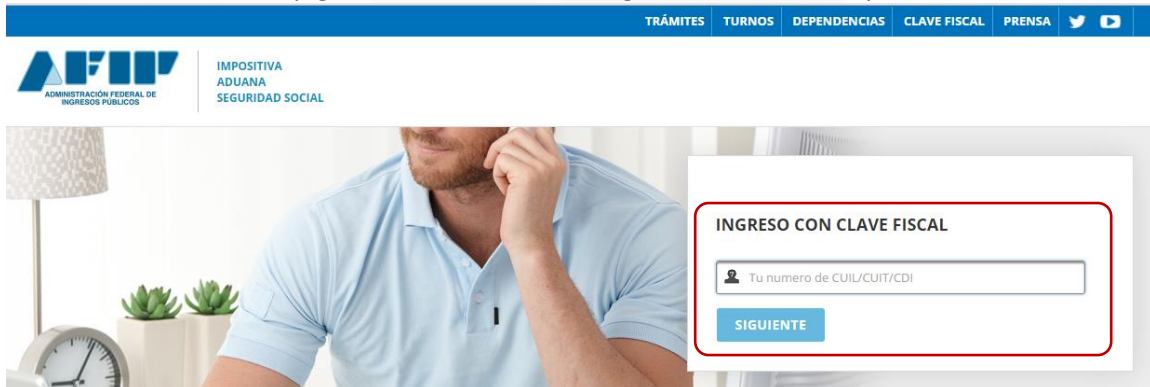 TRÁMITES TURNOS DEPENDENCIAS CLAVE FISCAL PRENSA
AFIP
ADMINISTRACIÓN FEDERAL DE
INGRESOS PÚBLICOS
IMPOSITIVA
ADUANA
SEGURIDAD SOCIAL
INGRESO CON CLAVE FISCAL
Tu numero de CUIL/CUIT/CDI
SIGUIENTE